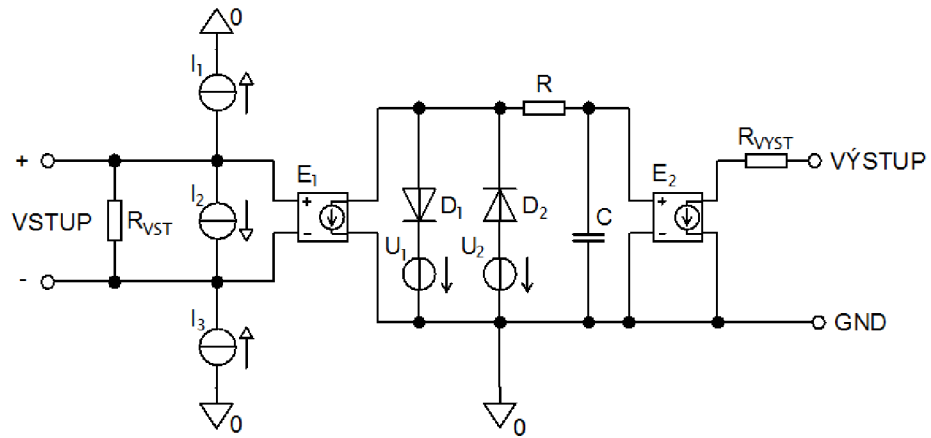 0
I1
R
+
E1
RVYST
VÝSTUP
+
-
E2
+
-
I2
D1
D2
VSTUP
RVST
U1
U2
C
-
I3
GND
0
0